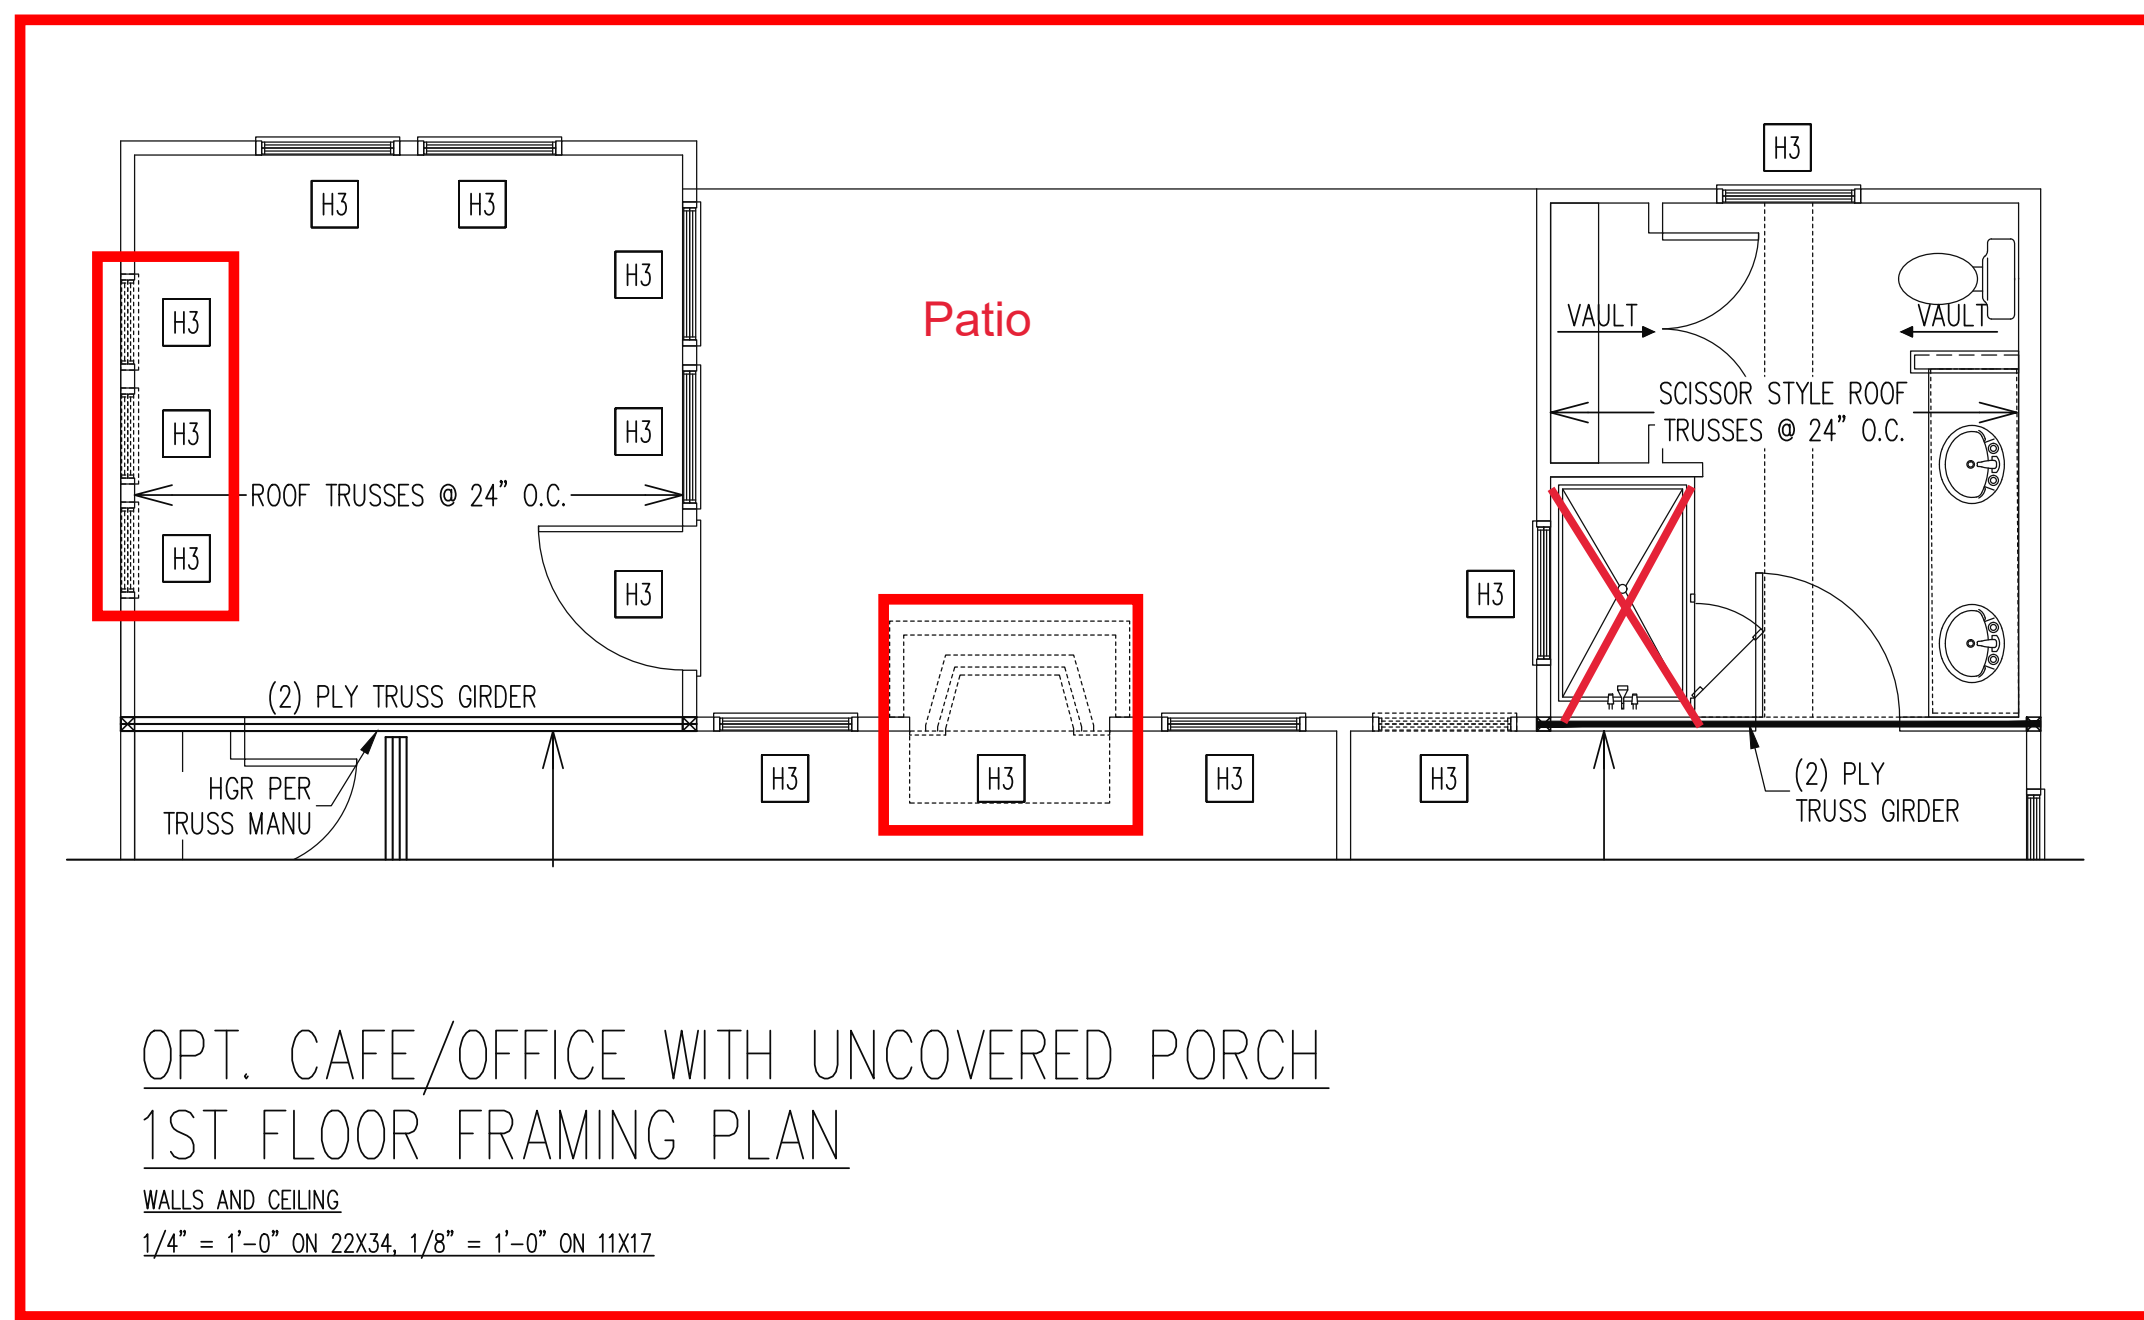 H3
H3 H3
H3
H3
Patio
VAULT VAULT
H3
H3
SCISSOR STYLE ROOF
TRUSSES @ 24" O.C.
H3
ROOF TRUSSES @ 24" O.C.
H3
H3
H3
(2) PLY TRUSS GIRDER
HGR PER
TRUSS MANU
H3
H3
H3
H3
(2) PLY
TRUSS GIRDER
OPT. CAFE/OFFICE WITH UNCOVERED PORCH
1ST FLOOR FRAMING PLAN
WALLS AND CEILING
1/4" = 1'-0" ON 22X34, 1/8" = 1'-0" ON 11X17